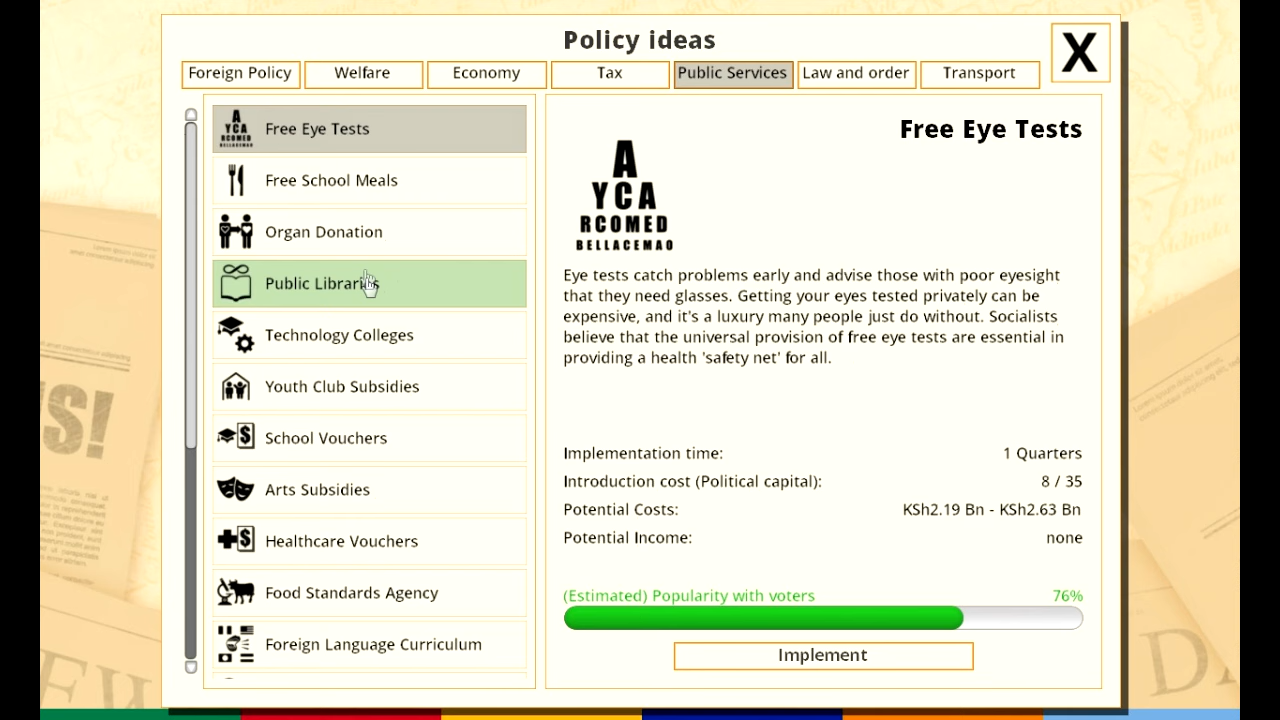 Policy ideas
X
Foreign Policy
Welfare
Economy
Tax
Public Services
Law and order
Transport
A
YCA
RCOMED
BELLACEMAO
Free Eye Tests
Free School Meals
Organ Donation
Public Libraries
Technology Colleges
Youth Club Subsidies
$
School Vouchers
Arts Subsidies
$
Healthcare Vouchers
Food Standards Agency
Foreign Language Curriculum
Free Eye Tests
A
YCA
RCOMED
BELLACEMAO
Eye tests catch problems early and advise those with poor eyesight
that they need glasses. Getting your eyes tested privately can be
expensive, and it's a luxury many people just do without. Socialists
believe that the universal provision of free eye tests are essential in
providing a health 'safety net' for all.
Implementation time: 1 Quarters
Introduction cost (Political capital): 8 / 35
Potential Costs: KSh2.19 Bn - KSh2.63 Bn
Potential Income: none
(Estimated) Popularity with voters 76%
Implement